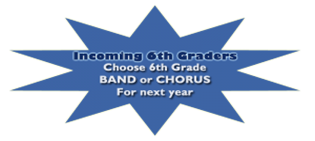 Incoming 6th Graders
Choose 6th Grade
BAND or CHORUS
For next year